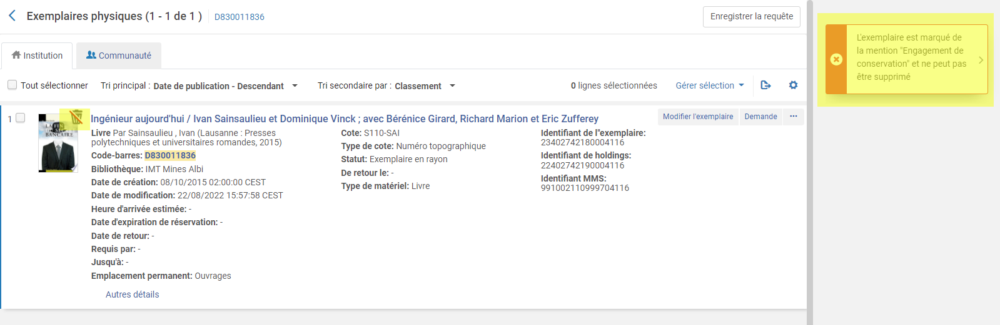 Exemplaires physiques (1 - 1 de 1 ) D830011836
Enregistrer la requête
Institution
Communauté
Tout sélectionner
Tri principal : Date de publication - Descendant
Tri secondaire par : Classement
0 lignes sélectionnées
Gérer sélection
1
LA FIN
BANCAIRE
Ingénieur aujourd'hui / Ivan Sainsaulieu et Dominique Vinck ; avec Bérénice Girard, Richard Marion et Eric Zufferey
Modifier l'exemplaire
Demande
Livre Par Sainsaulieu , Ivan (Lausanne : Presses
polytechniques et universitaires romandes, 2015)
Code-barres: D830011836
Bibliothèque: IMT Mines Albi
Date de création: 08/10/2015 02:00:00 CEST
Date de modification: 22/08/2022 15:57:58 CEST
Heure d'arrivée estimée: -
Date d'expiration de réservation: -
Date de retour: -
Requis par: -
Jusqu'à: -
Emplacement permanent: Ouvrages
Autres détails
Cote: S110-SAI
Type de cote: Numéro topographique
Statut: Exemplaire en rayon
De retour le: -
Type de matériel: Livre
Identifiant de l"exemplaire:
23402742180004116
Identifiant de holdings:
22402742190004116
Identifiant MMS:
991002110999704116
L'exemplaire est marqué de
la mention "Engagement de
conservation" et ne peut pas
être supprimé